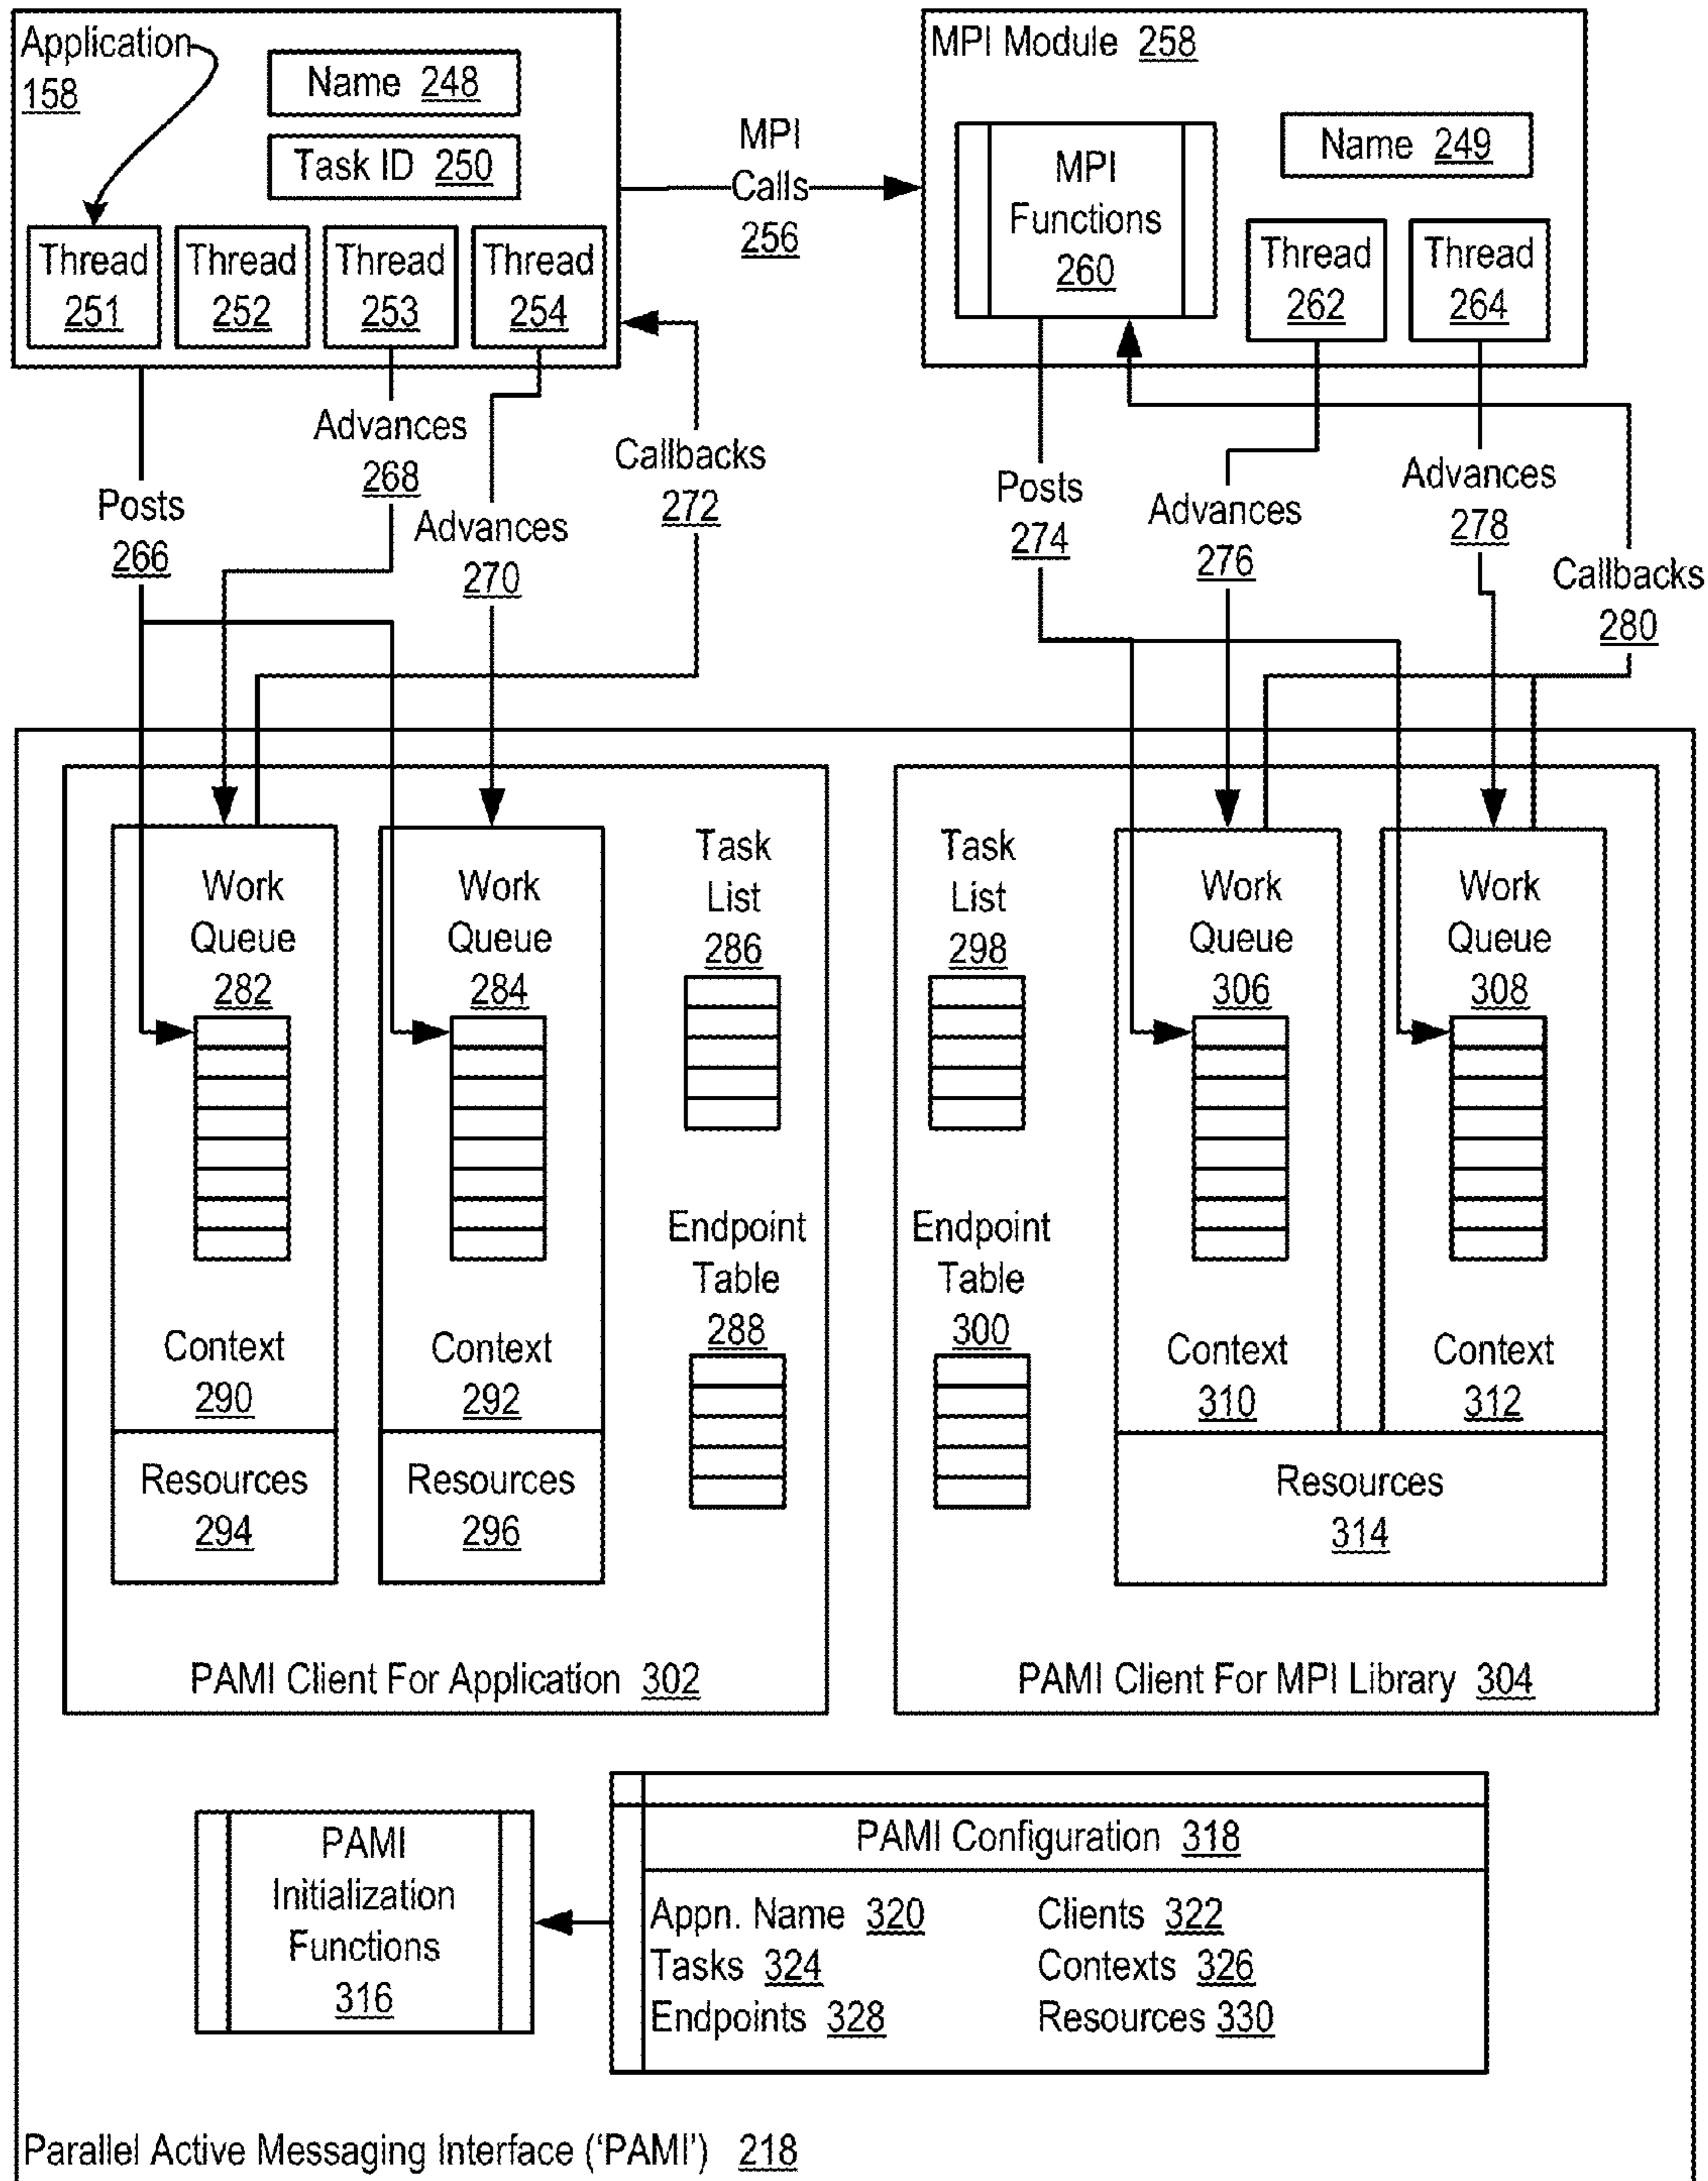 Application
158
Name 248
Task ID 250
Thread
251
Thread
252
Thread
253
Thread
254
MPI
Calls
256
MPI Module 258
MPI
Functions
260
Name 249
Thread
262
Thread
264
Posts
266
Advances
268
Advances
270
Callbacks
272
Posts
274
Advances
276
Advances
278
Callbacks
280
Work
Queue
282
Context
290
Resources
294
Work
Queue
284
Context
292
Resources
296
Task
List
286
Endpoint
Table
288
PAMI Client For Application 302
Task
List
298
Endpoint
Table
300
Work
Queue
306
Context
310
Work
Queue
308
Context
312
Resources
314
PAMI Client For MPI Library 304
PAMI
Initialization
Functions
316
PAMI Configuration 318
Appn. Name 320 Clients 322
Tasks 324 Contexts 326
Endpoints 328 Resources 330
Parallel Active Messaging Interface (‘PAMI’) 218